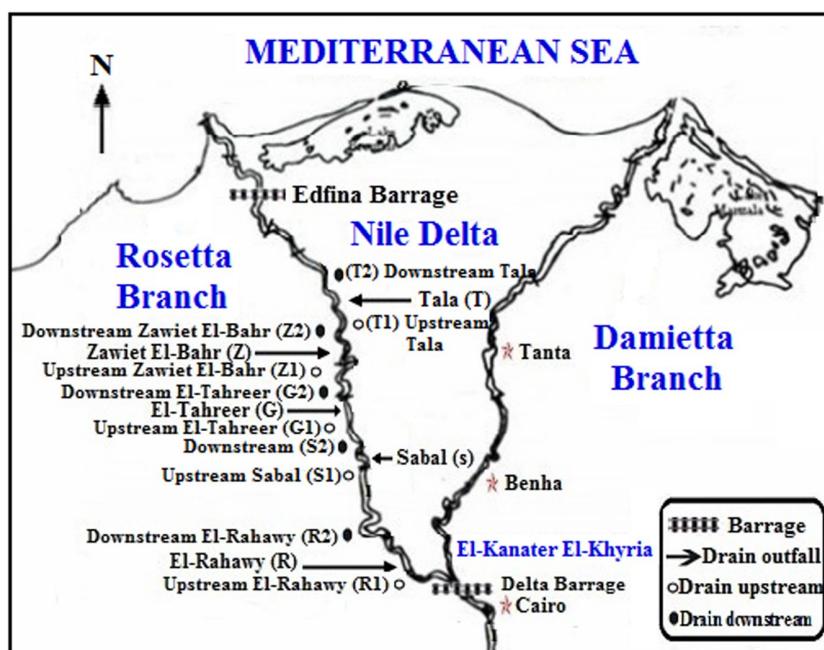 MEDITERRANEAN SEA
N
Lake
Edfina Barrage
Nile Delta
Rosetta
Branch
(T2) Downstream Tala
Tala (T)
(T1) Upstream
Tala
Downstream Zawiet El-Bahr (Z2)
Zawiet El-Bahr (Z)
Upstream Zawiet El-Bahr (Z1)
Downstream El-Tahreer (G2)
El-Tahreer (G)
Upstream El-Tahreer (G1)
Downstream (S2)
Sabal (s)
Upstream Sabal (S1)
Tanta
Damietta
Branch
Benha
Downstream El-Rahawy (R2)
El-Kanater El-Khyria
El-Rahawy (R)
Upstream El-Rahawy (R1)
Delta Barrage
Cairo
Barrage
Drain outfall
Drain upstream
Drain downstream